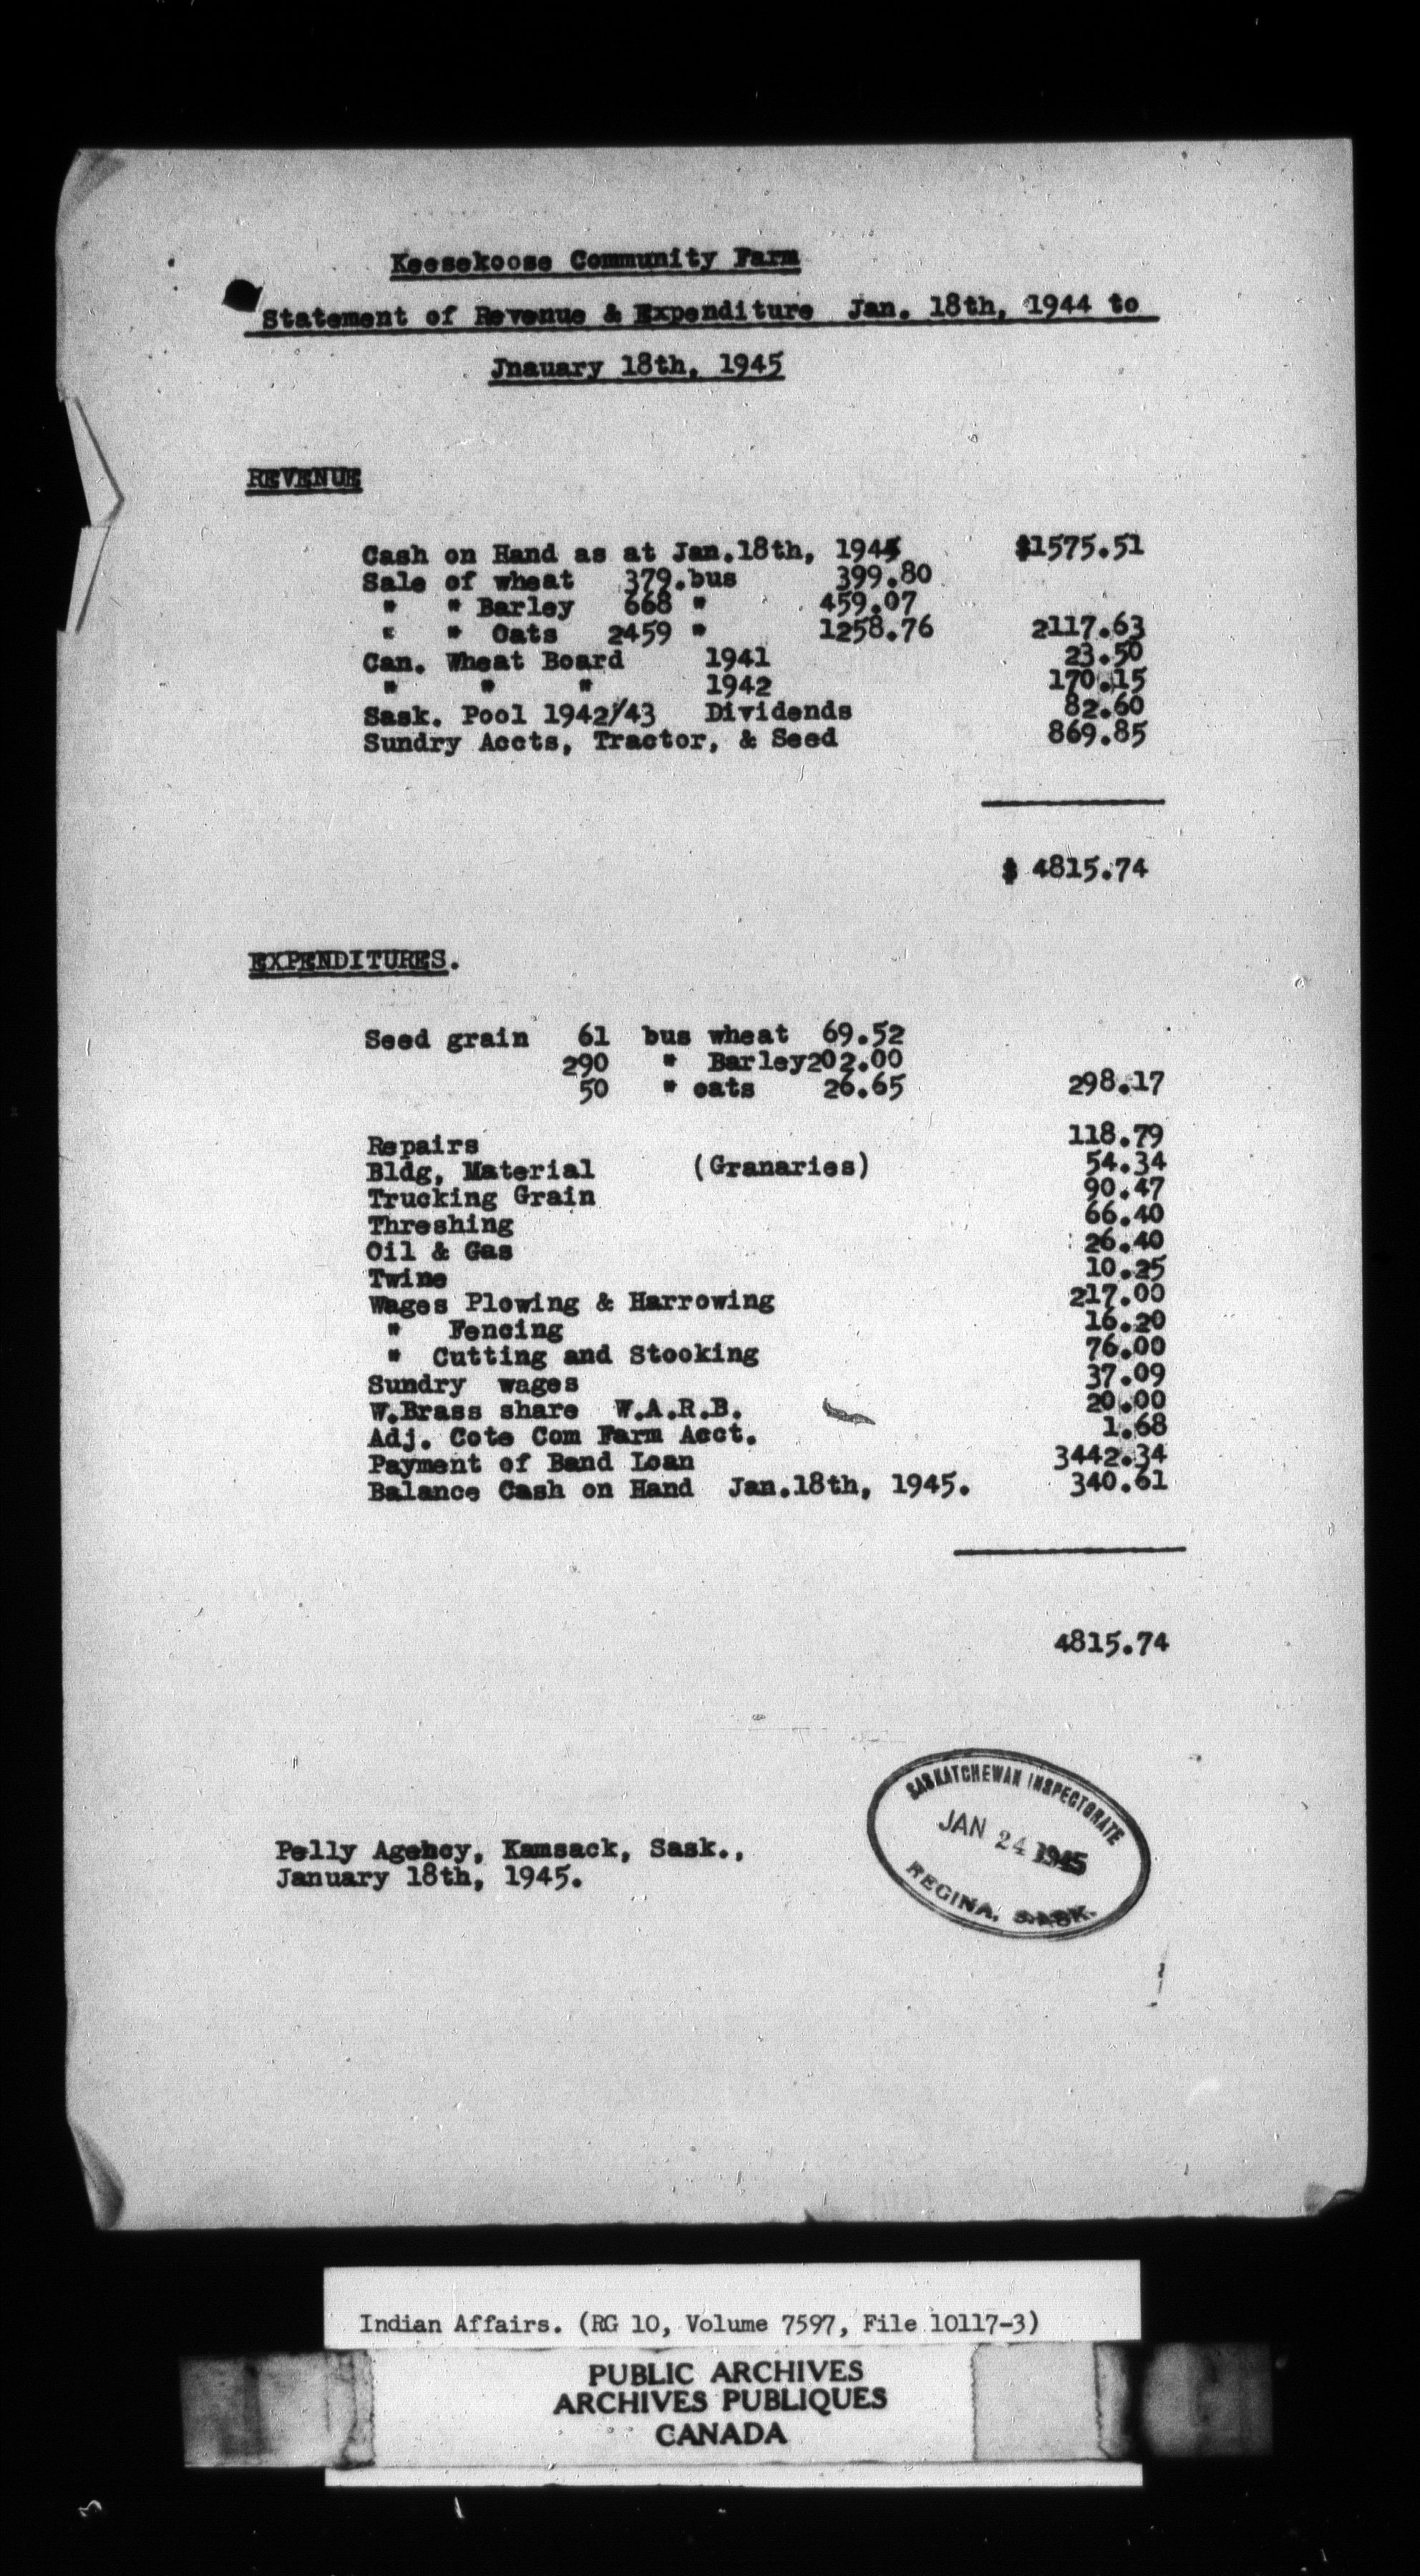 Keesekoose Community Farm
Statement of Revenue & Expenditure Jan. 18th, 1944 to
Jnauary 18th, 1945
REVENUE
Cash on Hand as at Jan.18th, 1944 $1575.51
Sale of wheat 379.bus 399.80
" " Barley 668 " 459.07
" " Oats 2459 " 1258.76 2117.63
Can. Wheat Board 1941 23.50
" " " 1942 170.15
Sask. Pool 1942/43 Dividends 82.60
Sundry Accts, Tractor, & Seed 869.85
$ 4815.74
EXPENDITURES.
Seed grain 61 bus wheat 69.52
290 " Barley202.00
50 " oats 26.65 298.17
Repairs 118.79
Bldg, Material (Granaries) 54.34
Trucking Grain 90.47
Threshing 66.40
Oil & Gas 26.40
Twine 10.25
Wages Plowing & Harrowing 217.00
" Fencing 16.20
" Cutting and Stooking 76.00
Sundry wages 37.09
W.Brass share W.A.R.B. 20.00
Adj. Cote Com Farm Acct. 1.68
Payment of Band Loan 3442.34
Balance Cash on Hand Jan.18th, 1945. 340.61
4815.74
SASKATCHEWAN INSPECTORATE
JAN 24 1945
REGINA, SASK.
Pelly Agency, Kamsack, Sask.,
January 18th, 1945.
Indian Affairs. (RG 10, Volume 7597, File 10117-3)
PUBLIC ARCHIVES
ARCHIVES PUBLIQUES
CANADA